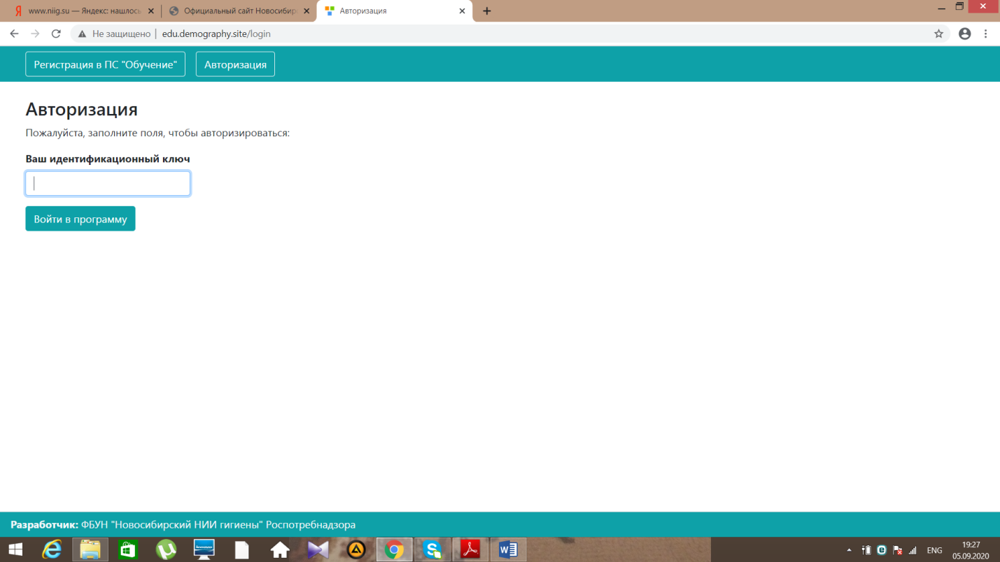 www.niig.su — Яндекс: нашлось
Официальный сайт Новосибир
Авторизация
Не защищено | edu.demography.site/login
Регистрация в ПС "Обучение"
Авторизация
Авторизация
Пожалуйста, заполните поля, чтобы авторизироваться:
Ваш идентификационный ключ
Войти в программу
Разработчик: ФБУН "Новосибирский НИИ гигиены" Роспотребнадзора
ENG
19:27
05.09.2020